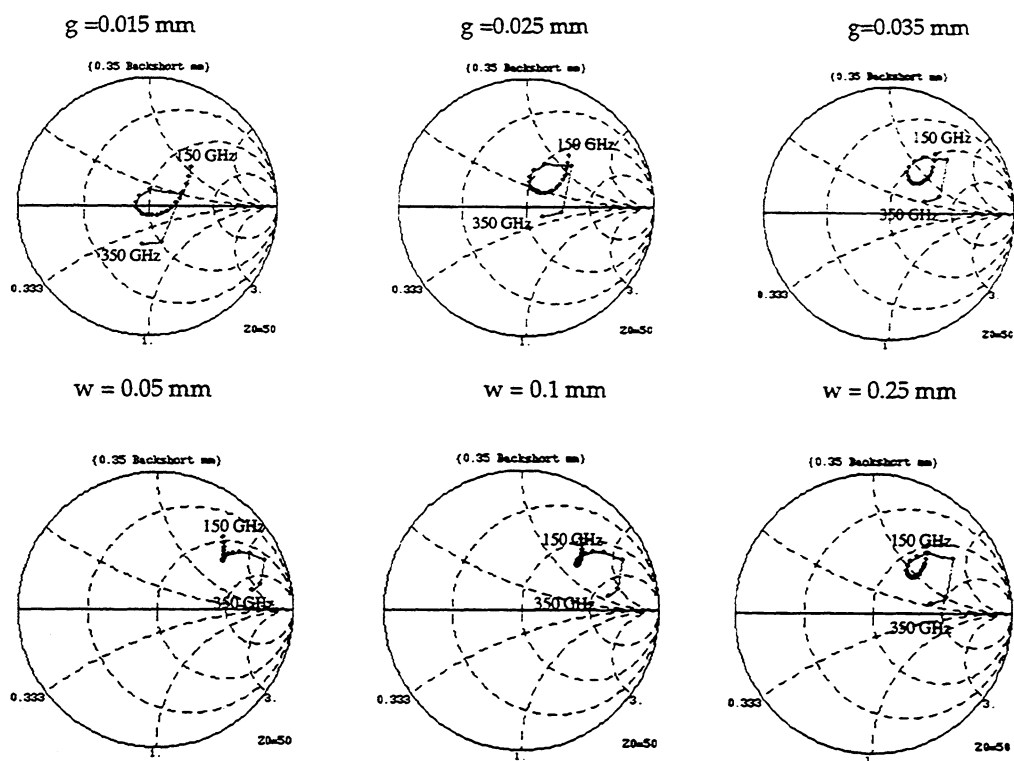 g =0.015 mm
g =0.025 mm
g=0.035 mm
(0.35 Backshort mm)
(0.35 Backshort mm)
(0.35 Backshort mm)
150 GHz
150 GHz
150 GHz
350 GHz
350 GHz
350 GHz
0.333
3.
0.333
3.
0.333
3.
Z0=50
Z0=50
Z0=50
1.
1.
1.
w = 0.05 mm
w = 0.1 mm
w = 0.25 mm
(0.35 Backshort mm)
(0.35 Backshort mm)
(0.35 Backshort mm)
150 GHz
150 GHz
150 GHz
350 GHz
350 GHz
350 GHz
0.333
3.
0.333
3.
0.333
3.
Z0=50
Z0=50
Z0=50
1.
1.
1.